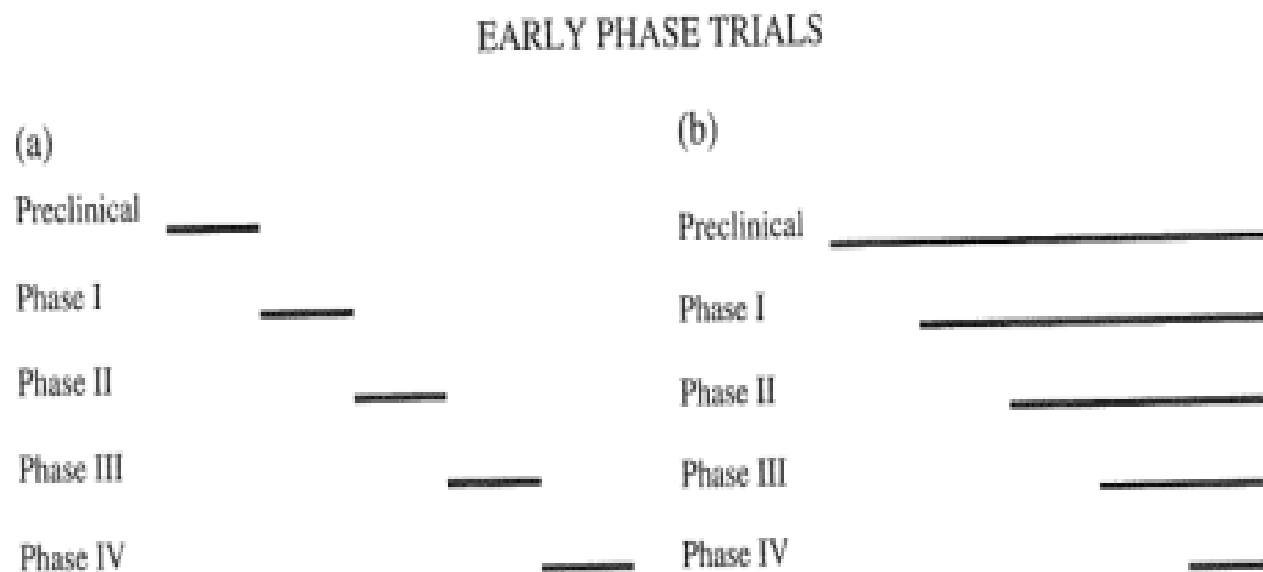 EARLY PHASE TRIALS
(a)
Preclinical
Phase I
Phase II
Phase III
Phase IV
(b)
Preclinical
Phase I
Phase II
Phase III
Phase IV